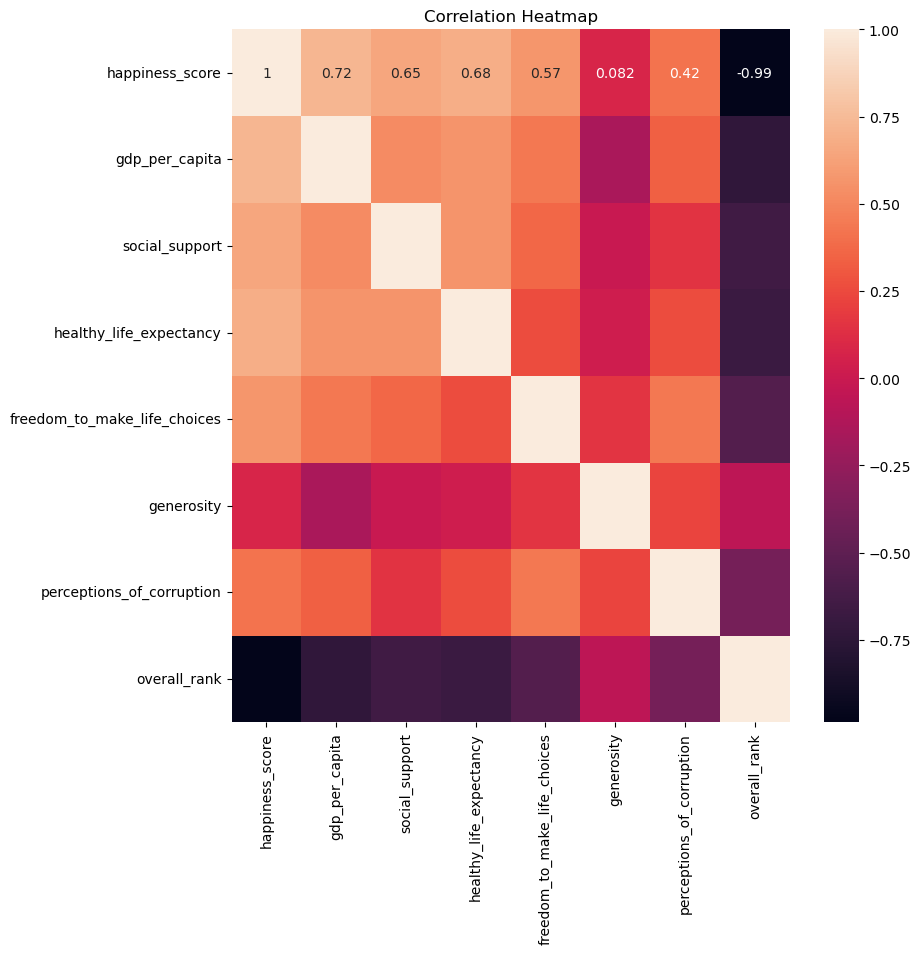 Correlation Heatmap
happiness_score
1 0.72 0.65 0.68 0.57 0.082 0.42 -0.99
gdp_per_capita
social_support
healthy_life_expectancy
freedom_to_make_life_choices
generosity
perceptions_of_corruption
overall_rank
happiness_score
gdp_per_capita
social_support
healthy_life_expectancy
freedom_to_make_life_choices
generosity
perceptions_of_corruption
overall_rank
1.00
0.75
0.50
0.25
0.00
−0.25
−0.50
−0.75